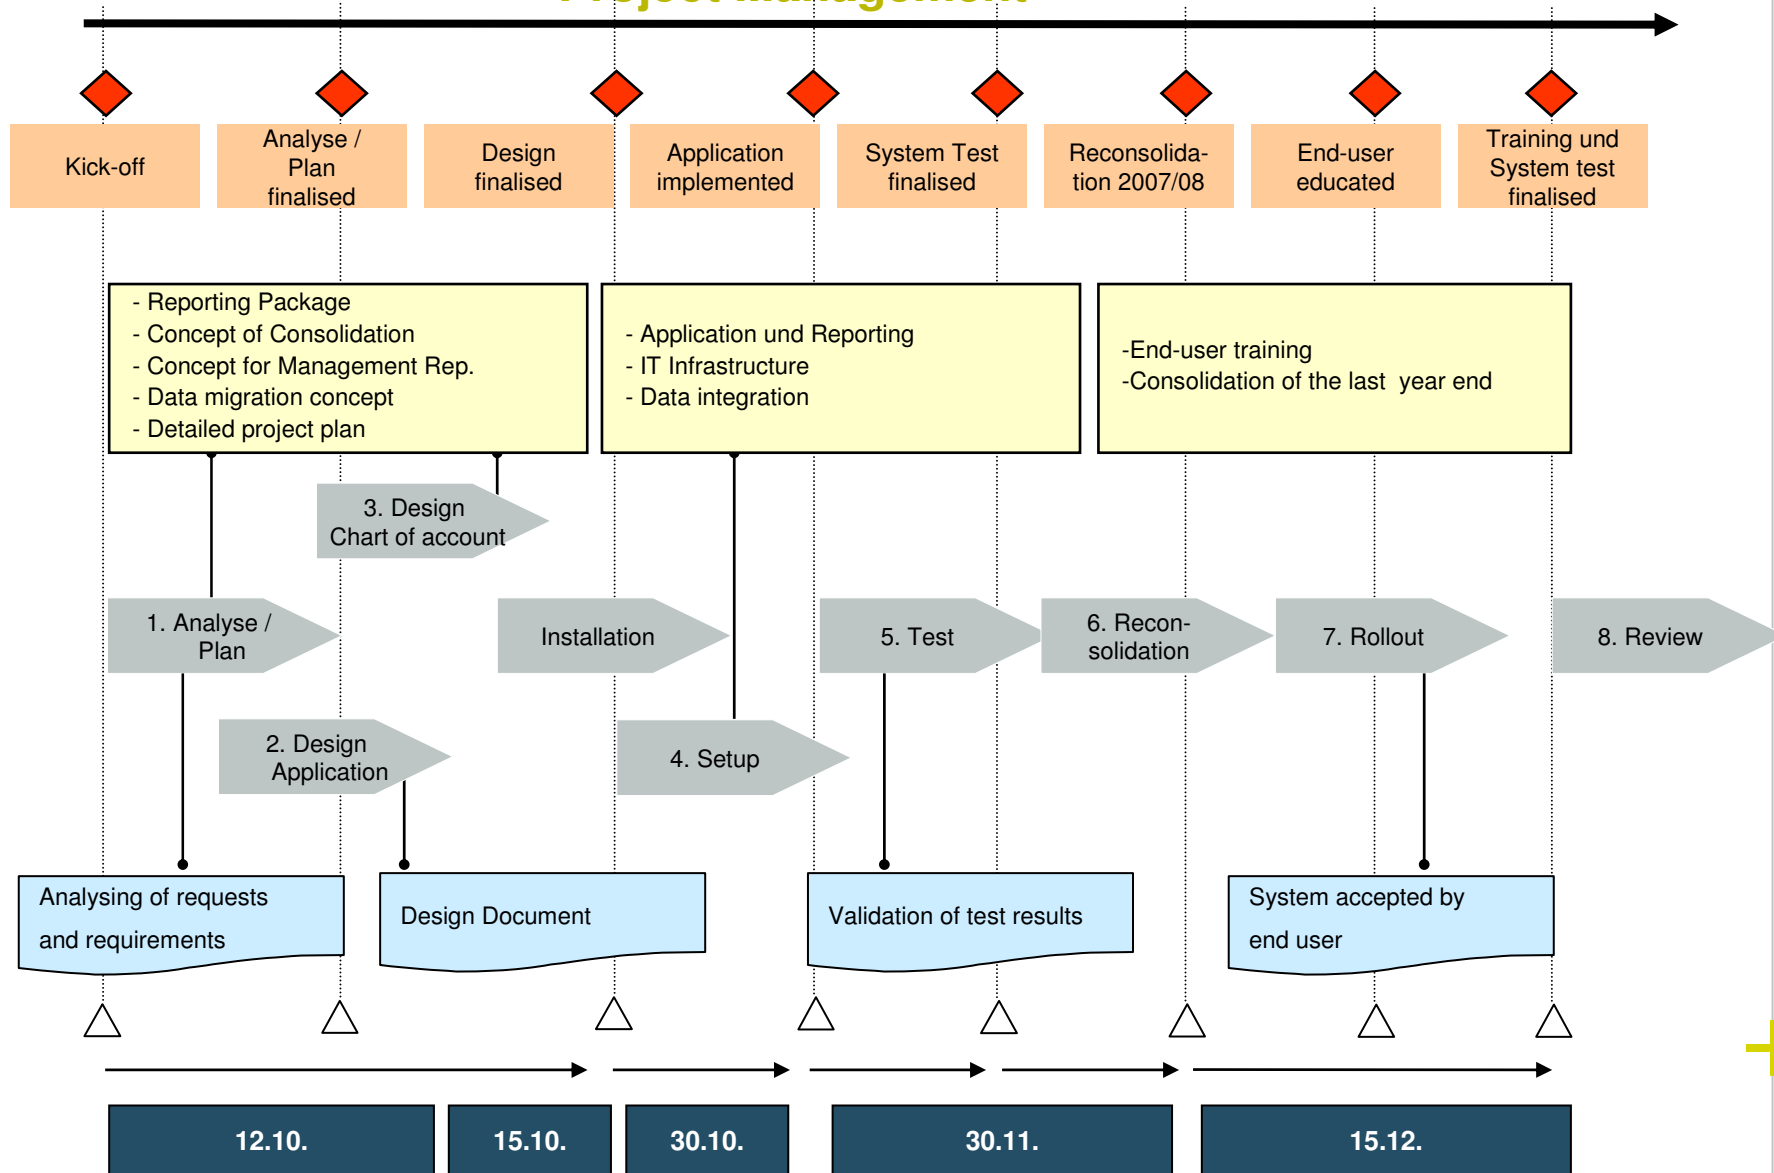 Project Management
Kick-off
Analyse /
Plan
finalised
Design
finalised
Application
implemented
System Test
finalised
Reconsolida-
tion 2007/08
End-user
educated
Training und
System test
finalised
- Reporting Package
- Concept of Consolidation
- Concept for Management Rep.
- Data migration concept
- Detailed project plan
- Application und Reporting
- IT Infrastructure
- Data integration
-End-user training
-Consolidation of the last  year end
3. Design
Chart of account
1. Analyse /
Plan
Installation
5. Test
6. Recon-
solidation
7. Rollout
8. Review
2. Design
Application
4. Setup
Analysing of requests
and requirements
Design Document
Validation of test results
System accepted by
end user
12.10.
15.10.
30.10.
30.11.
15.12.